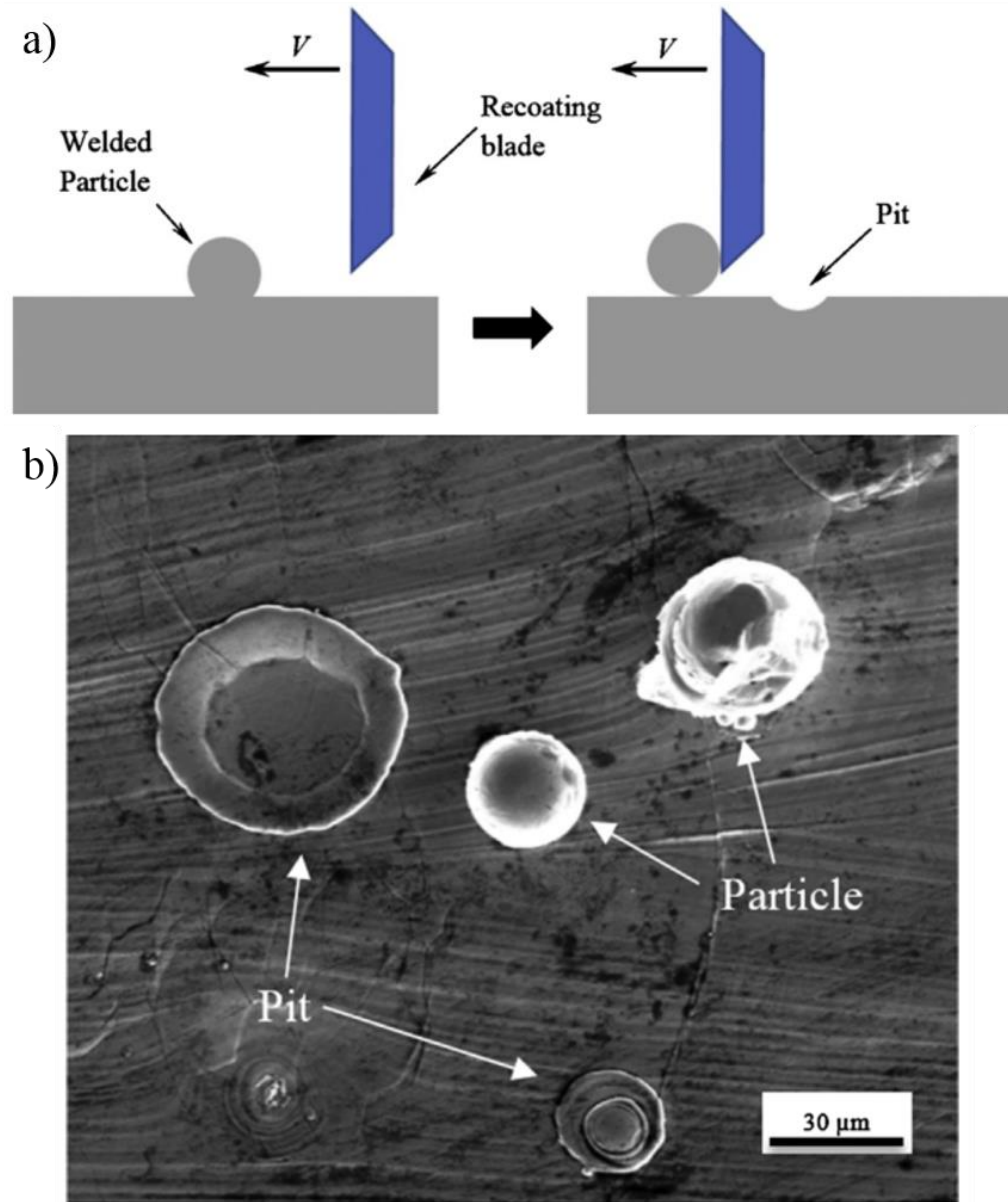 a)
V
V
Welded
Particle
Recoating
blade
Pit
b)
Particle
Pit
30 μm